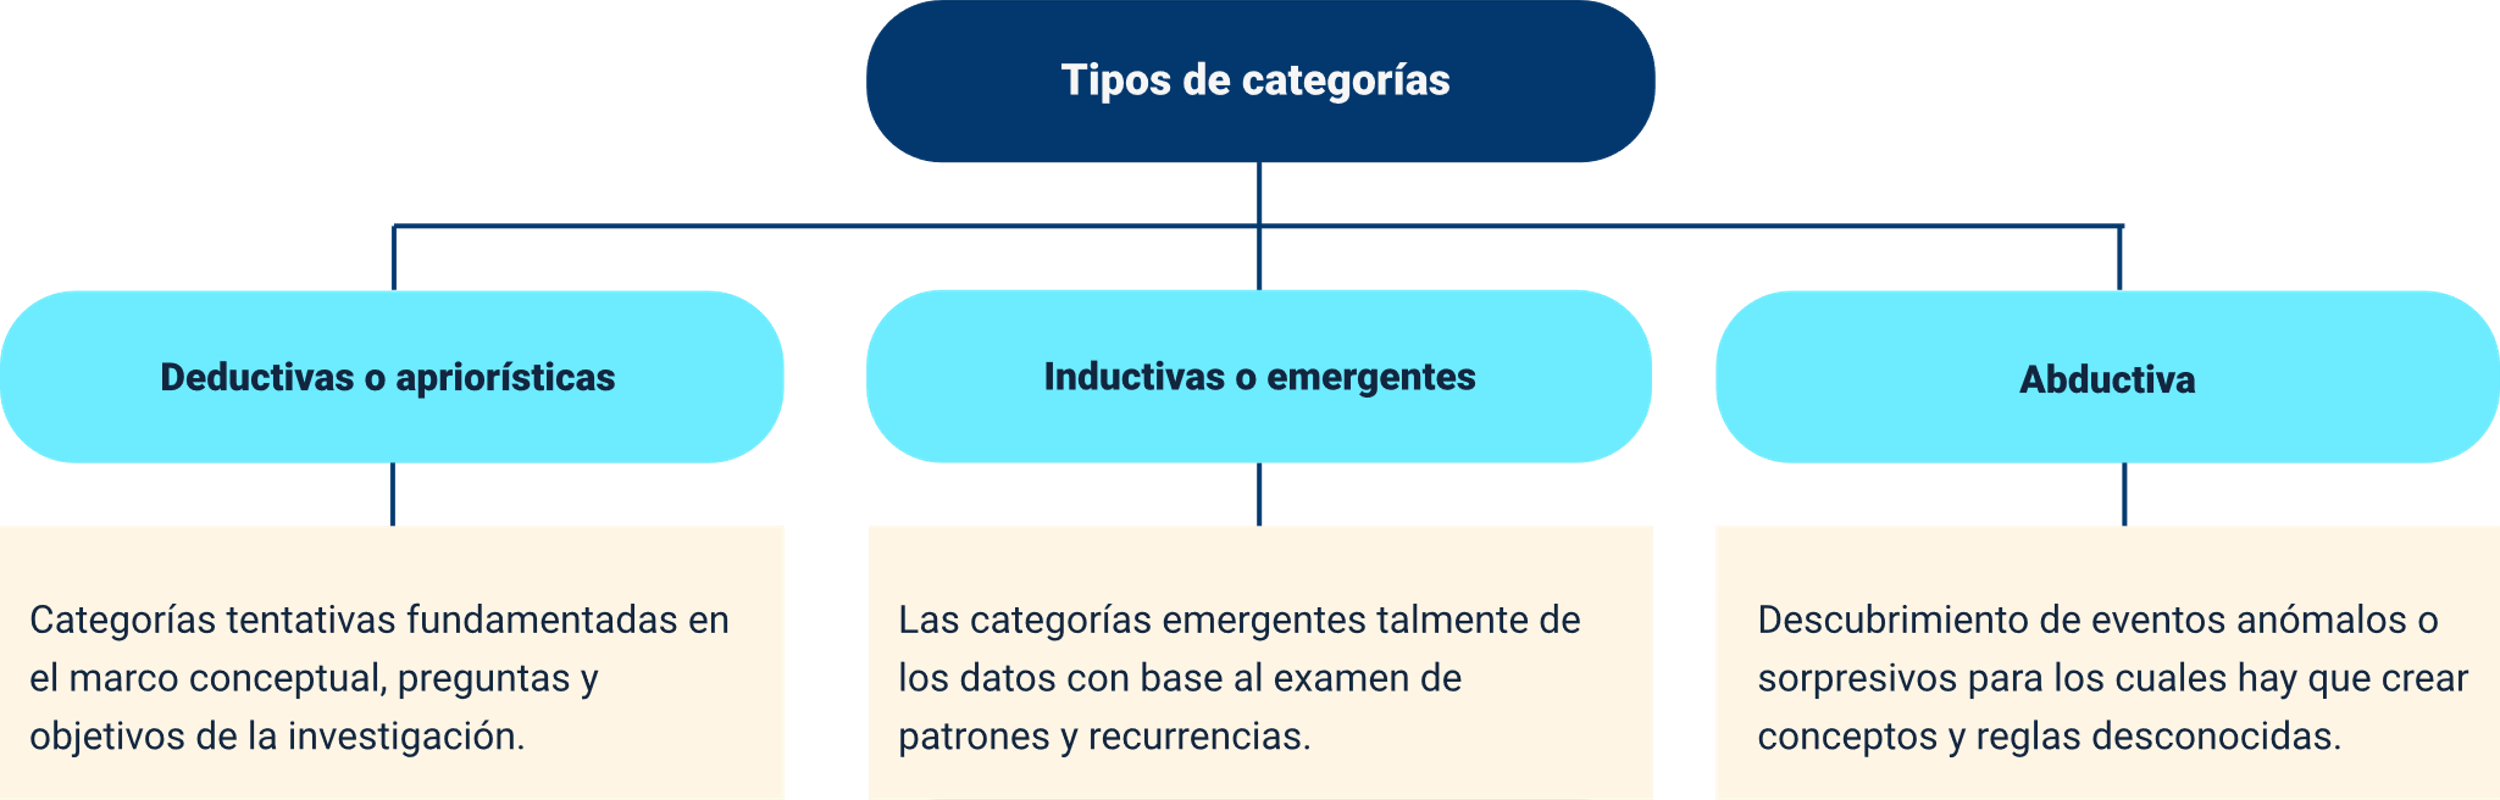 Tipos de categorías
Deductivas o apriorísticas
Inductivas o emergentes
Abductiva
Categorías tentativas fundamentadas en
el marco conceptual, preguntas y
objetivos de la investigación.
Las categorías emergentes talmente de
los datos con base al examen de
patrones y recurrencias.
Descubrimiento de eventos anómalos o
sorpresivos para los cuales hay que crear
conceptos y reglas desconocidas.